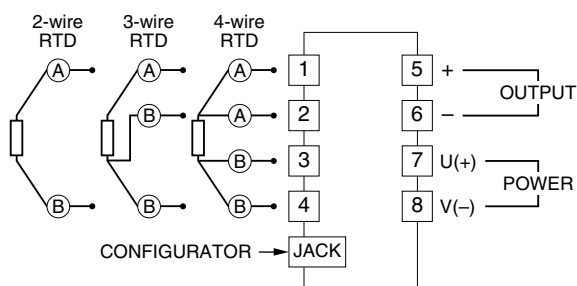 2-wire RTD
3-wire RTD
4-wire RTD
A A A 1 5 + OUTPUT
B A 2 6 –
B 3 7 U(+) POWER
B B B 4 8 V(–)
CONFIGURATOR JACK